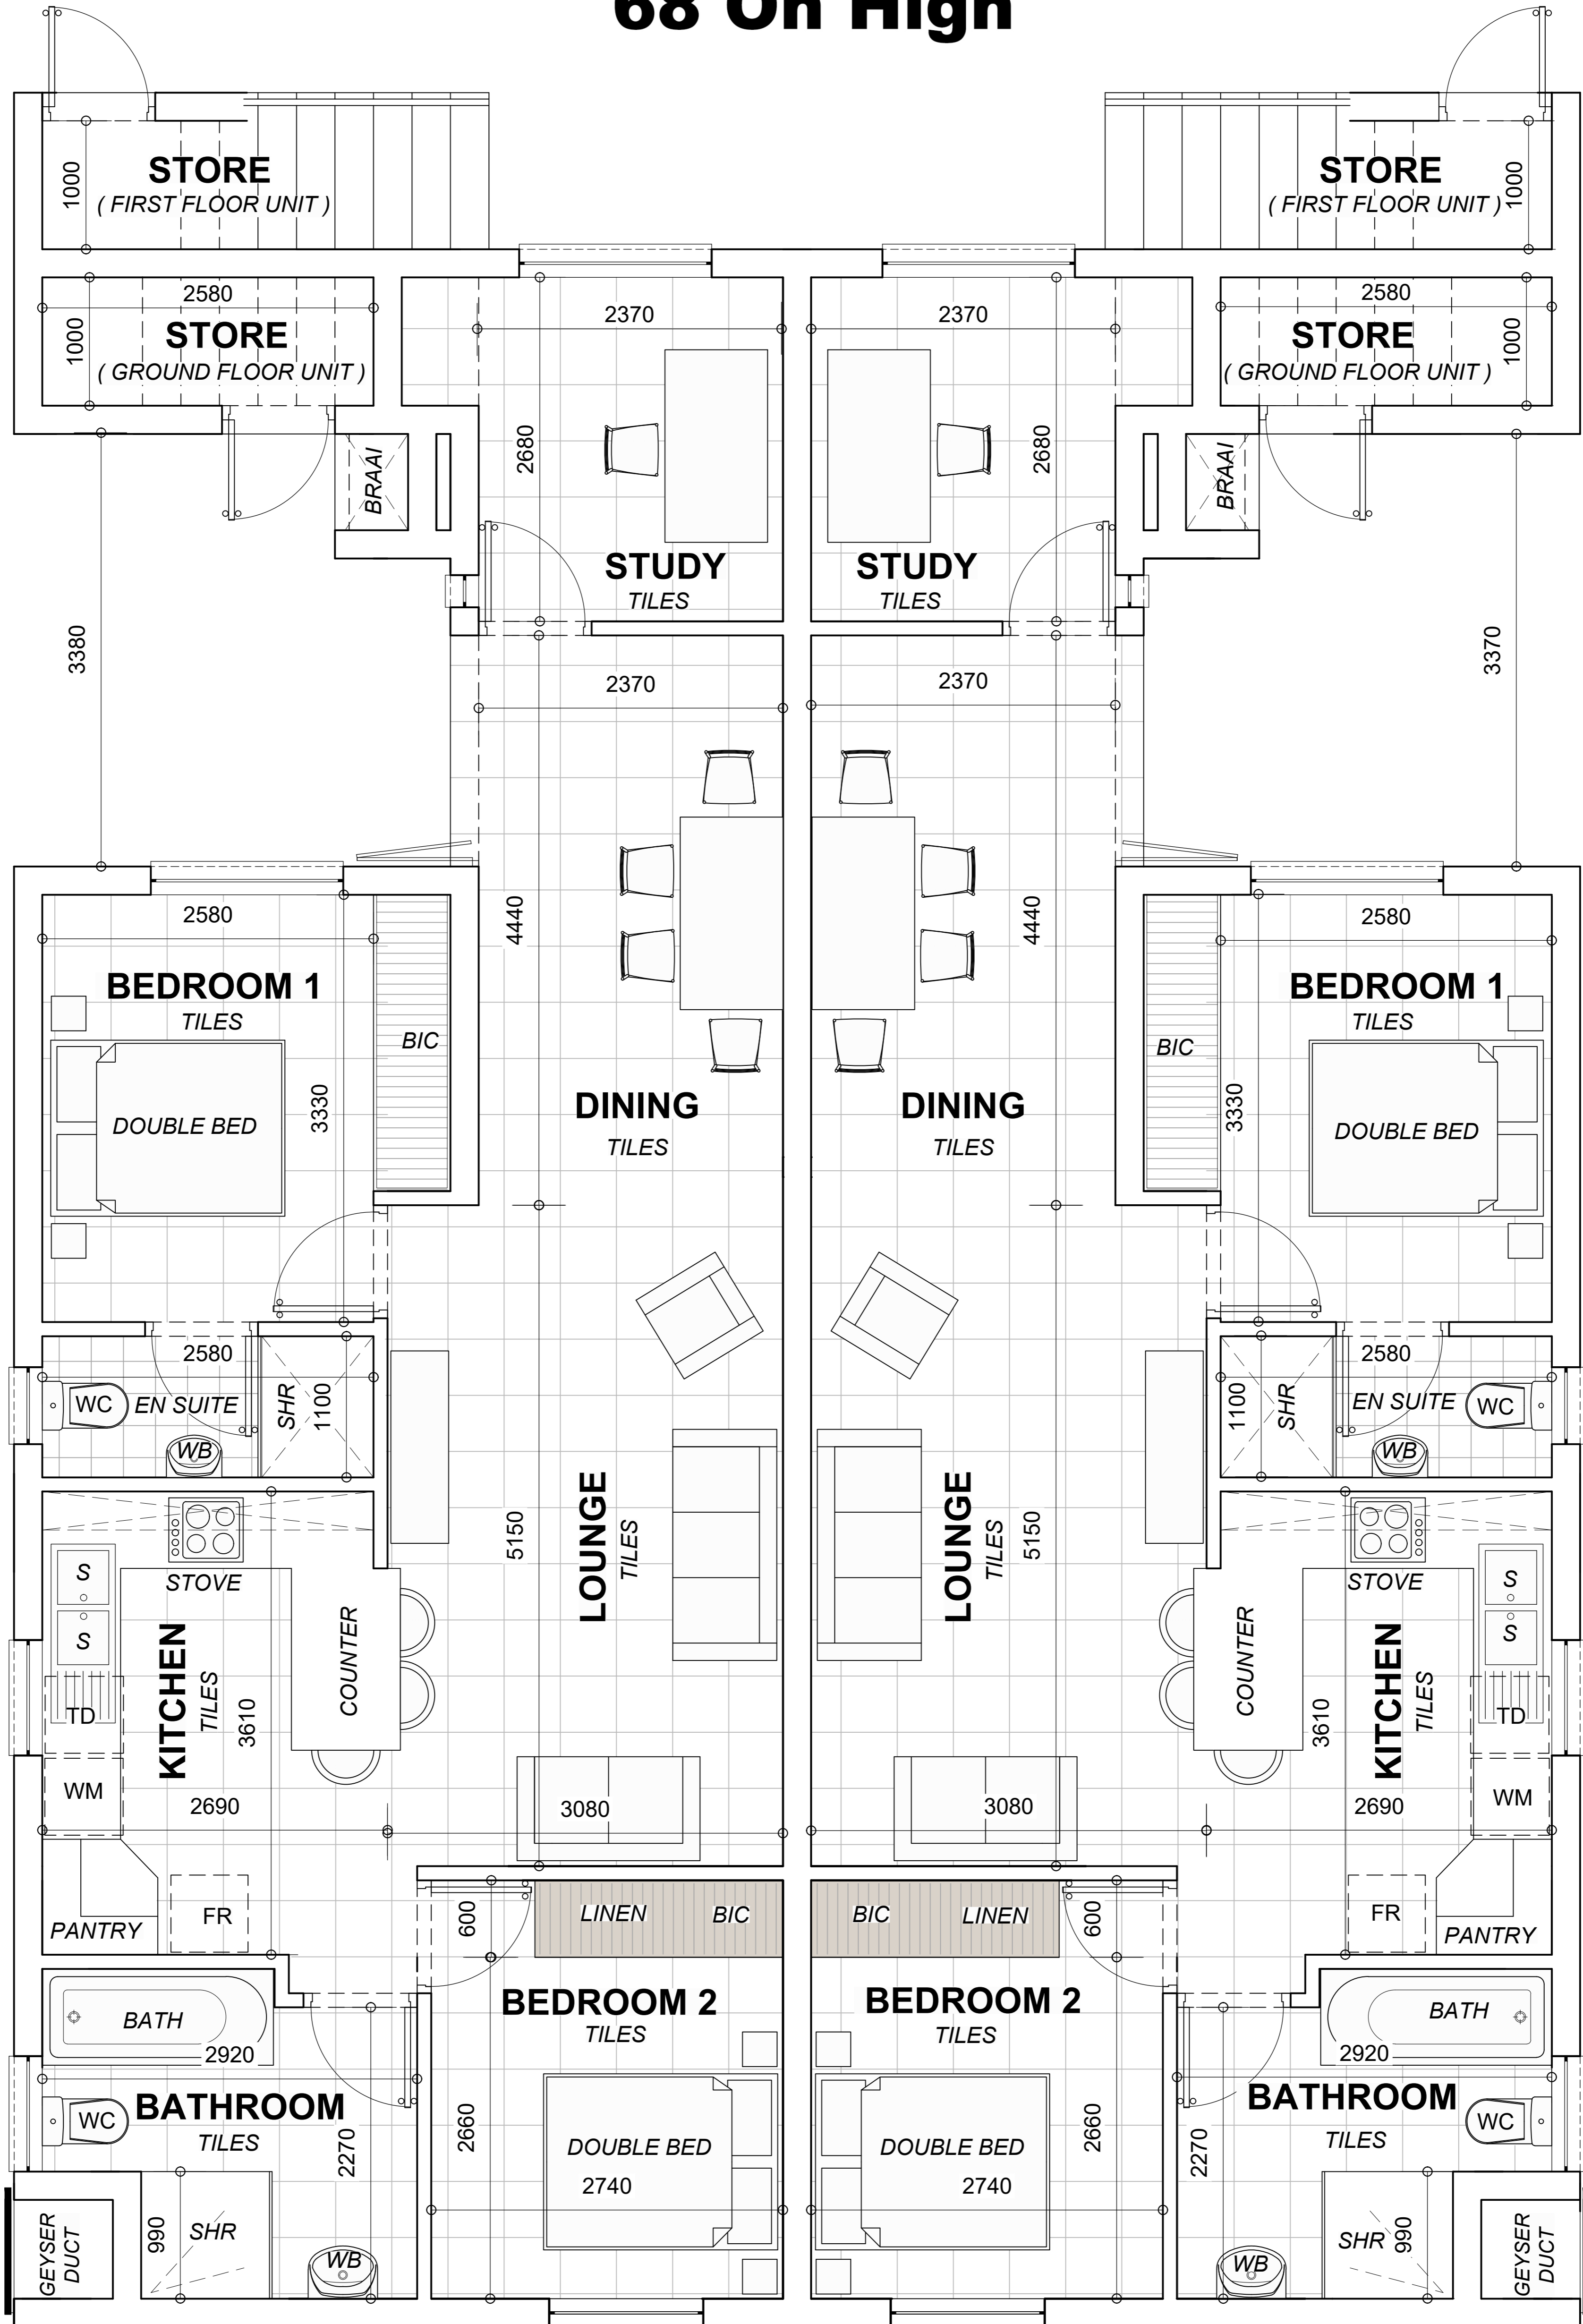 68 On High
STORE
( FIRST FLOOR UNIT )
1000
STORE
( FIRST FLOOR UNIT )
1000
2580
STORE
( GROUND FLOOR UNIT )
1000
2370
2370
2580
STORE
( GROUND FLOOR UNIT )
1000
BRAAI
2680
STUDY
TILES
2680
STUDY
TILES
BRAAI
3380
3370
2370
2370
2580
BEDROOM 1
TILES
DOUBLE BED
3330
BIC
4440
DINING
TILES
4440
DINING
TILES
BIC
2580
BEDROOM 1
TILES
DOUBLE BED
3330
2580
WC
EN SUITE
WB
SHR
1100
2580
1100
SHR
EN SUITE
WC
WB
LOUNGE
TILES
5150
LOUNGE
TILES
5150
STOVE
S
S
TD
WM
KITCHEN
TILES
3610
COUNTER
2690
3080
3080
COUNTER
STOVE
S
S
TD
WM
KITCHEN
TILES
3610
2690
PANTRY
FR
600
LINEN
BIC
BIC
LINEN
600
FR
PANTRY
BATH
2920
BATHROOM
TILES
WC
2270
990
SHR
WB
GEYSER
DUCT
BEDROOM 2
TILES
DOUBLE BED
2660
2740
BEDROOM 2
TILES
DOUBLE BED
2660
2740
BATH
2920
BATHROOM
TILES
WC
2270
SHR
990
WB
GEYSER
DUCT